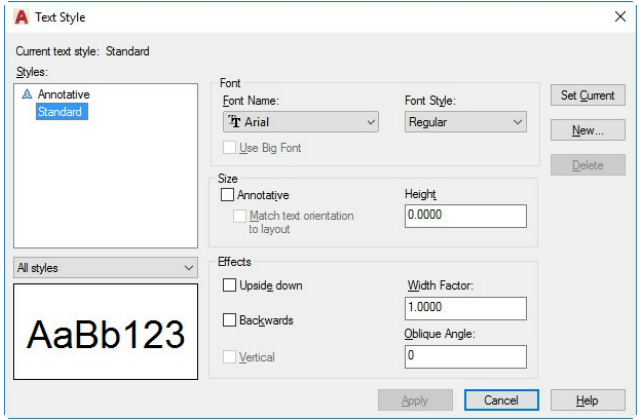 Text Style
Current text style: Standard
Styles:
Annotative
Standard
All styles
AaBb123
Font
Font Name:
Font Style:
Arial
Regular
Use Big Font
Size
Annotative
Match text orientation
to layout
Height
0.0000
Effects
Upside down
Backwards
Vertical
Width Factor:
1.0000
Oblique Angle:
0
Set Current
New...
Delete
Apply
Cancel
Help